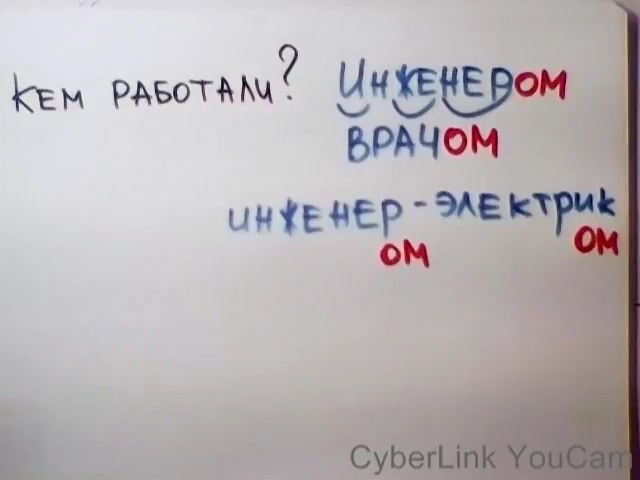 Кем работали? Инженером
врачом
инженер-электрик
ом ом
CyberLink YouCam